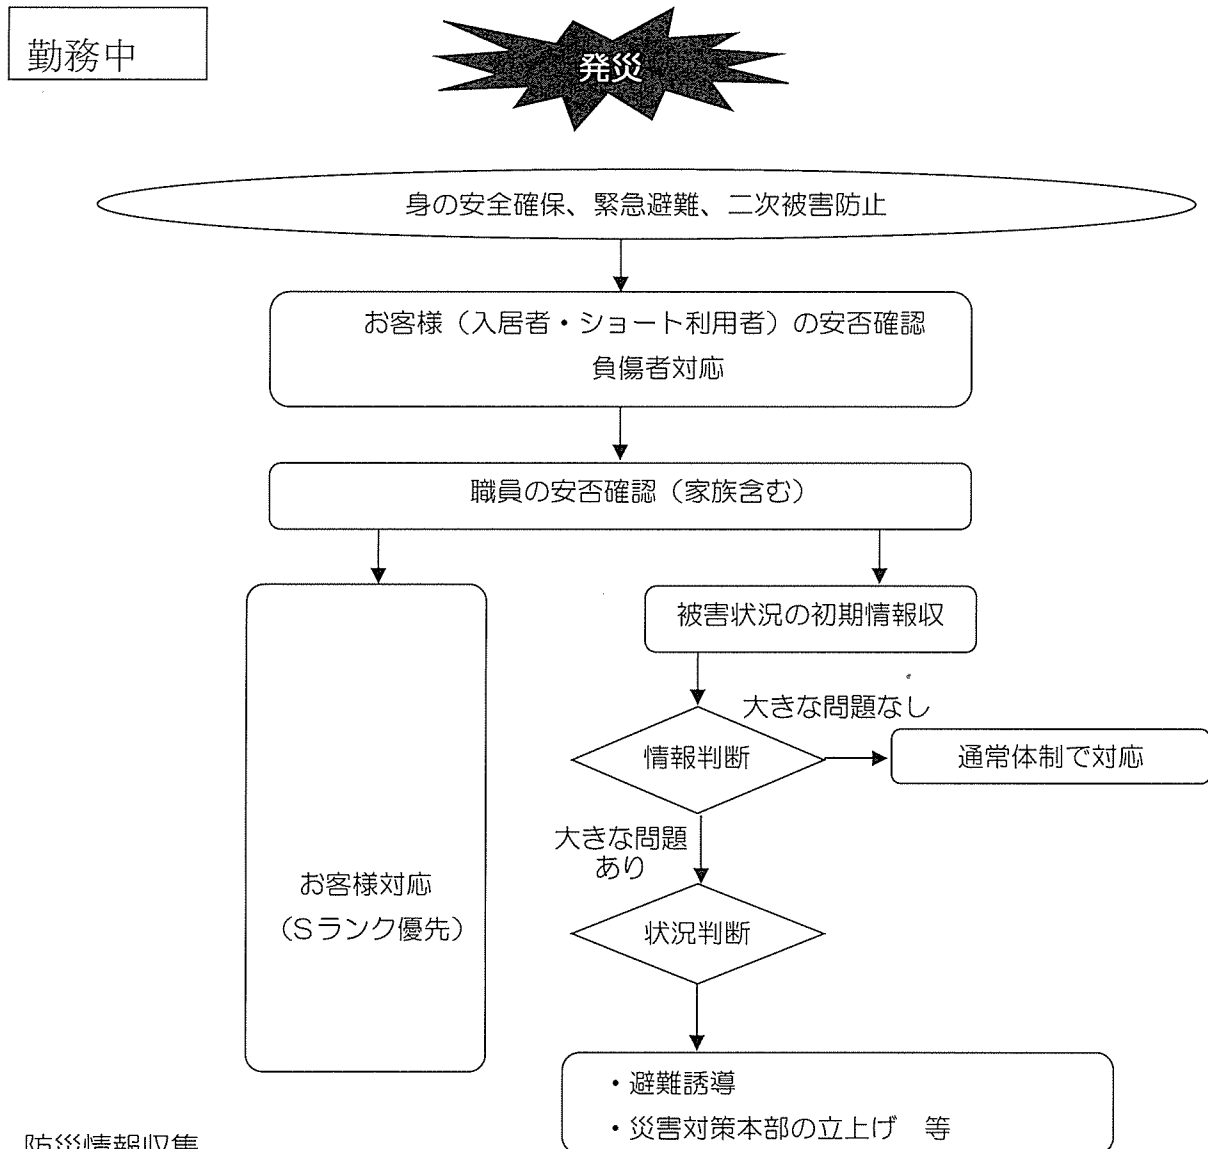 勤務中
発災
身の安全確保、緊急避難、二次被害防止
お客様（入居者・ショート利用者）の安否確認
負傷者対応
職員の安否確認（家族含む）
被害状況の初期情報収
大きな問題なし
情報判断
通常体制で対応
大きな問題
あり
お客様対応
（Sランク優先）
状況判断
・避難誘導
・災害対策本部の立上げ　等
防災情報収集